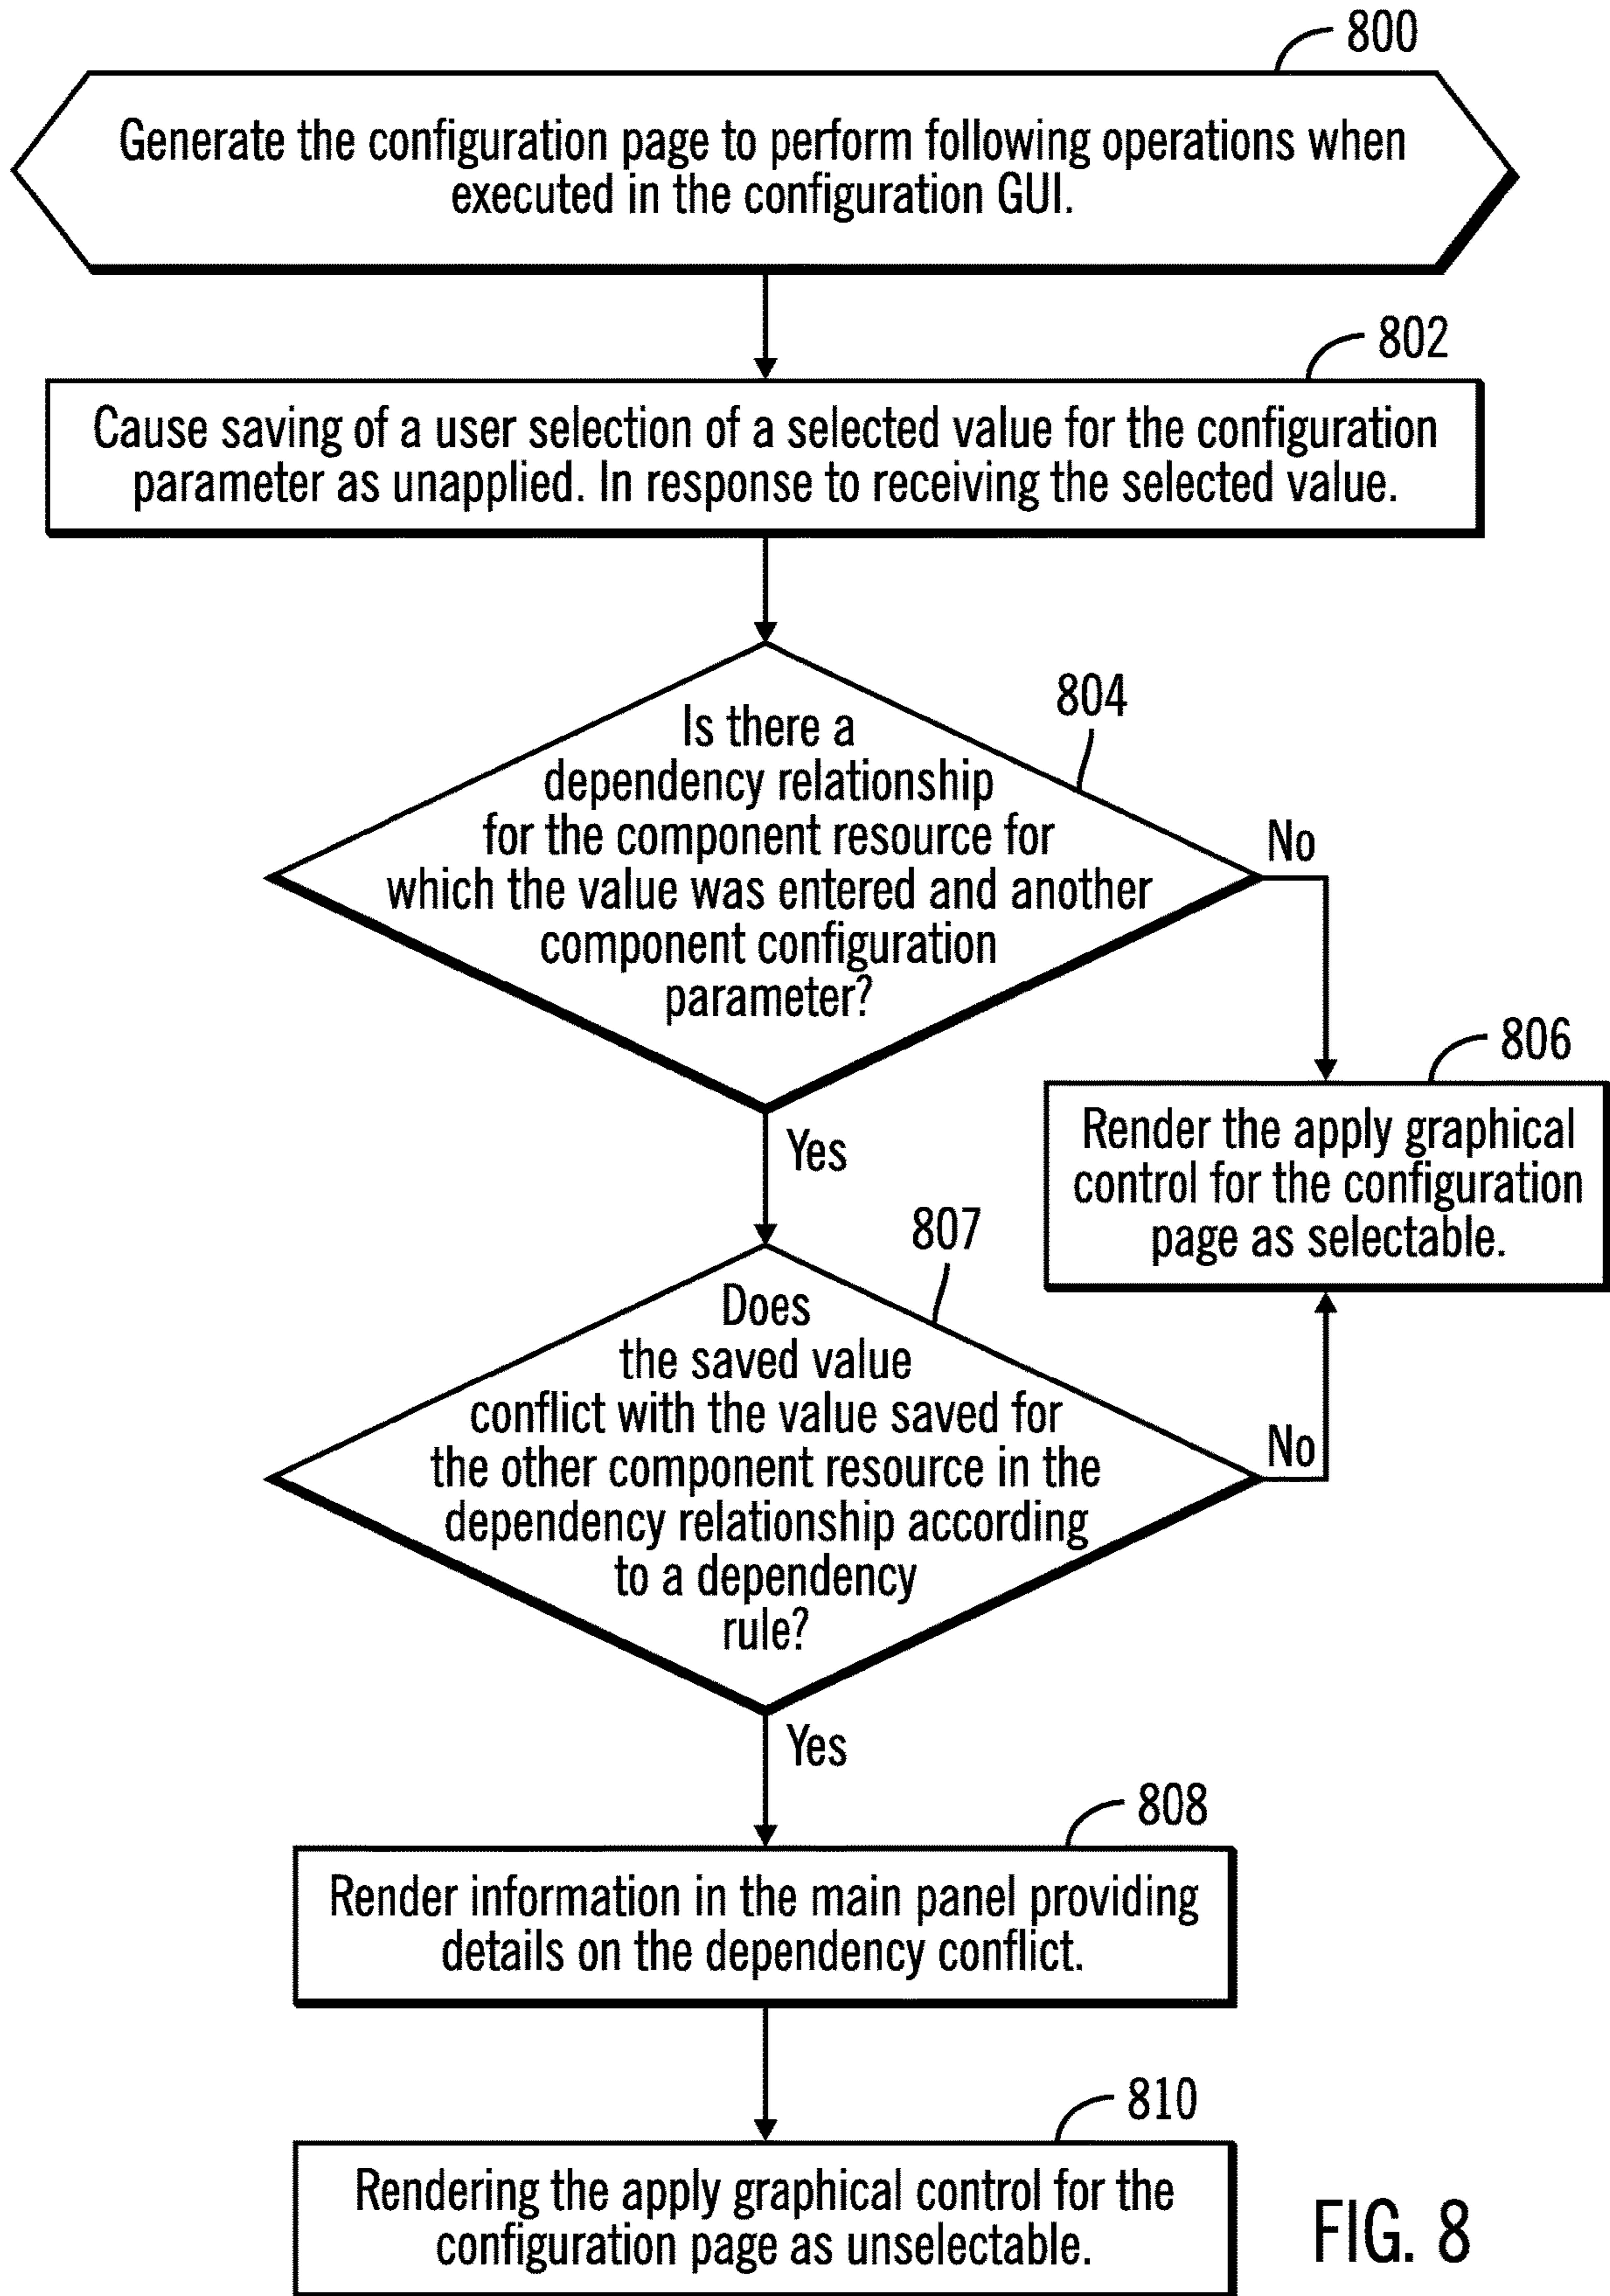 800
Generate the configuration page to perform following operations when
executed in the configuration GUI.
802
Cause saving of a user selection of a selected value for the configuration
parameter as unapplied. In response to receiving the selected value.
804
Is there a
dependency relationship
for the component resource for
which the value was entered and another
component configuration
parameter?
No
Yes
806
Render the apply graphical
control for the configuration
page as selectable.
807
Does
the saved value
conflict with the value saved for
the other component resource in the
dependency relationship according
to a dependency
rule?
No
Yes
808
Render information in the main panel providing
details on the dependency conflict.
810
Rendering the apply graphical control for the
configuration page as unselectable.
FIG. 8